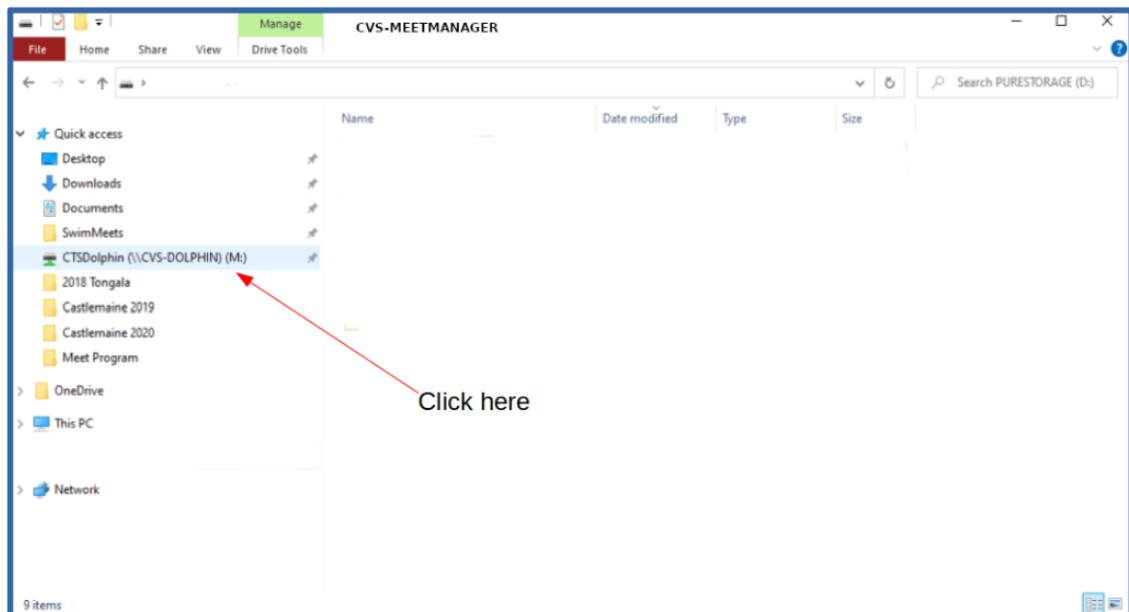 Manage
CVS-MEETMANAGER
File Home Share View Drive Tools
Search PURESTORAGE (D:)
Name Date modified Type Size
Quick access
Desktop
Downloads
Documents
SwimMeets
CTSDolphin (\\CVS-DOLPHIN) (M:)
2018 Tongala
Castlemaine 2019
Castlemaine 2020
Meet Program
OneDrive
Click here
This PC
Network
9 items